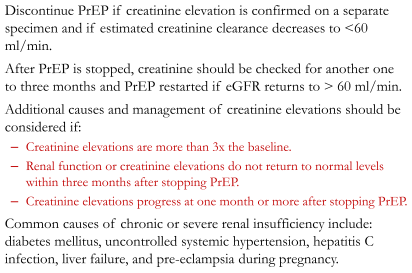 Discontinue PrEP if creatinine elevation is confirmed on a separate
specimen and if estimated creatinine clearance decreases to <60
ml/min.
After PrEP is stopped, creatinine should be checked for another one
to three months and PrEP restarted if eGFR returns to > 60 ml/min.
Additional causes and management of creatinine elevations should be
considered if:
– Creatinine elevations are more than 3x the baseline.
– Renal function or creatinine elevations do not return to normal levels
within three months after stopping PrEP.
– Creatinine elevations progress at one month or more after stopping PrEP.
Common causes of chronic or severe renal insufficiency include:
diabetes mellitus, uncontrolled systemic hypertension, hepatitis C
infection, liver failure, and pre-eclampsia during pregnancy.